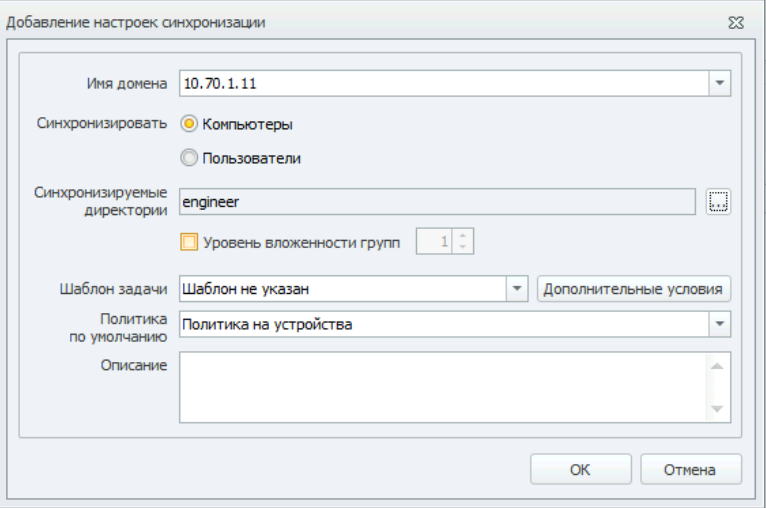 Добавление настроек синхронизации
Имя домена 10.70.1.11
Синхронизировать Компьютеры
Пользователи
Синхронизируемые
директории engineer ...
Уровень вложенности групп 1
Шаблон задачи Шаблон не указан Дополнительные условия
Политика
по умолчанию Политика на устройства
Описание
ОК Отмена